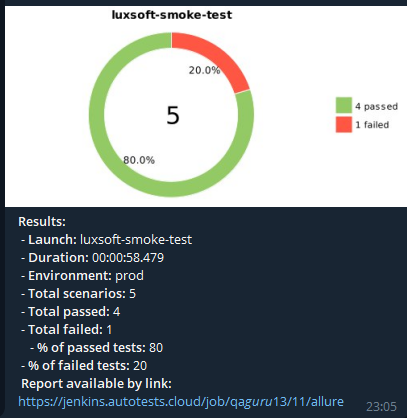 luxsoft-smoke-test
20.0%
5
80.0%
4 passed
1 failed
Results:
- Launch: luxsoft-smoke-test
- Duration: 00:00:58.479
- Environment: prod
- Total scenarios: 5
- Total passed: 4
- Total failed: 1
- % of passed tests: 80
- % of failed tests: 20
Report available by link:
https://jenkins.autotests.cloud/job/qaguru13/11/allure
23:05